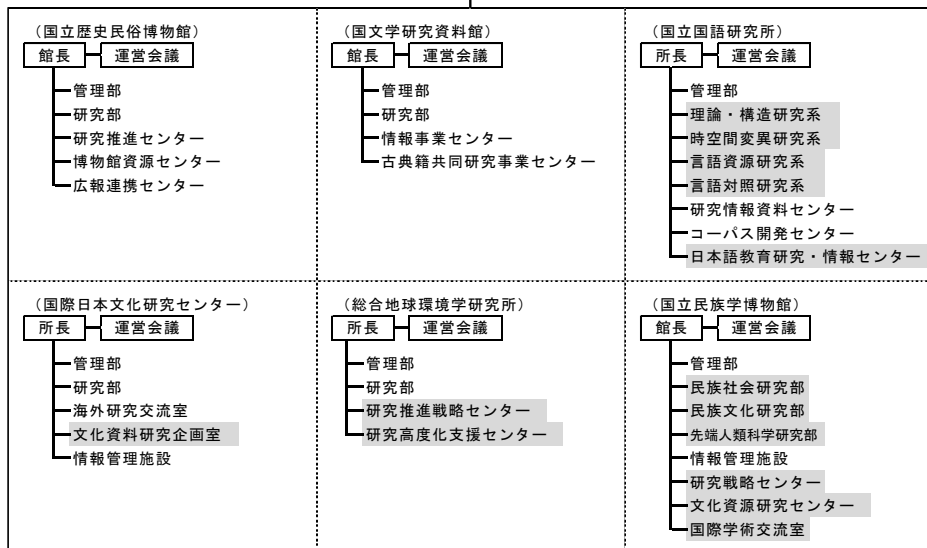 （国立歴史民俗博物館）
館長 運営会議
管理部
研究部
研究推進センター
博物館資源センター
広報連携センター
（国文学研究資料館）
館長 運営会議
管理部
研究部
情報事業センター
古典籍共同研究事業センター
（国立国語研究所）
所長 運営会議
管理部
理論・構造研究系
時空間変異研究系
言語資源研究系
言語対照研究系
研究情報資料センター
コーパス開発センター
日本語教育研究・情報センター
（国際日本文化研究センター）
所長 運営会議
管理部
研究部
海外研究交流室
文化資料研究企画室
情報管理施設
（総合地球環境学研究所）
所長 運営会議
管理部
研究部
研究推進戦略センター
研究高度化支援センター
（国立民族学博物館）
館長 運営会議
管理部
民族社会研究部
民族文化研究部
先端人類科学研究部
情報管理施設
研究戦略センター
文化資源研究センター
国際学術交流室